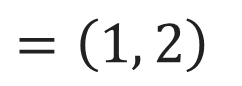 = (1, 2)